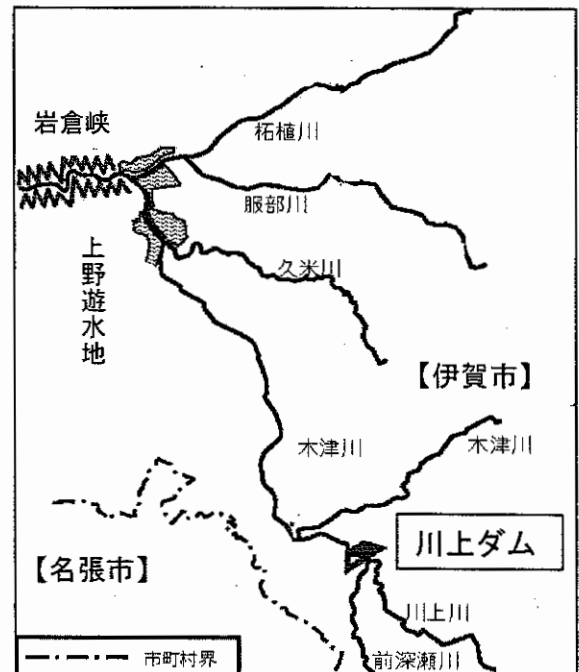 岩倉峡
柘植川
服部川
上野遊水地
久米川
【伊賀市】
木津川
木津川
川上ダム
【名張市】
川上川
前深瀬川
市町村界